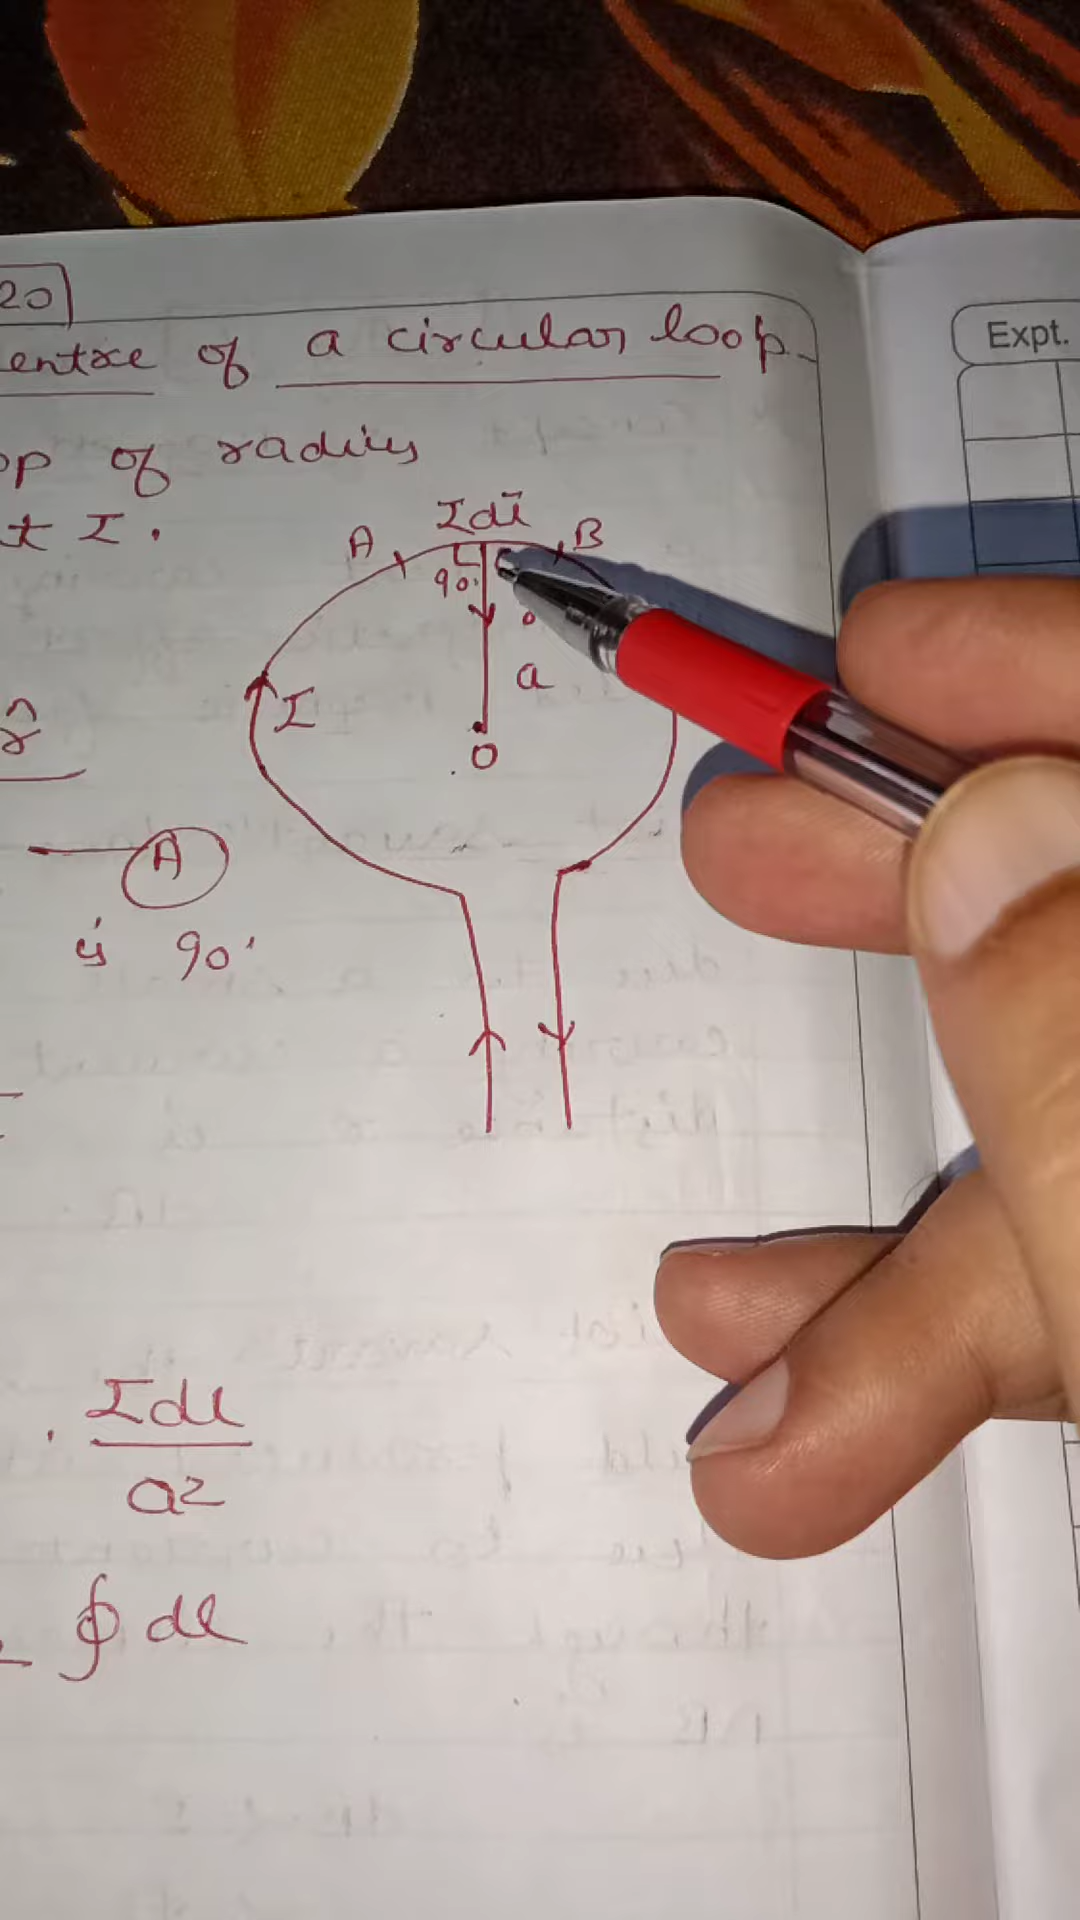 20
entre of a circular loop.
op of radius
t I.
Idl
A
B
90°
a
I
r̂
O
A
is 90°
Idl
a²
∮ dl
Expt.